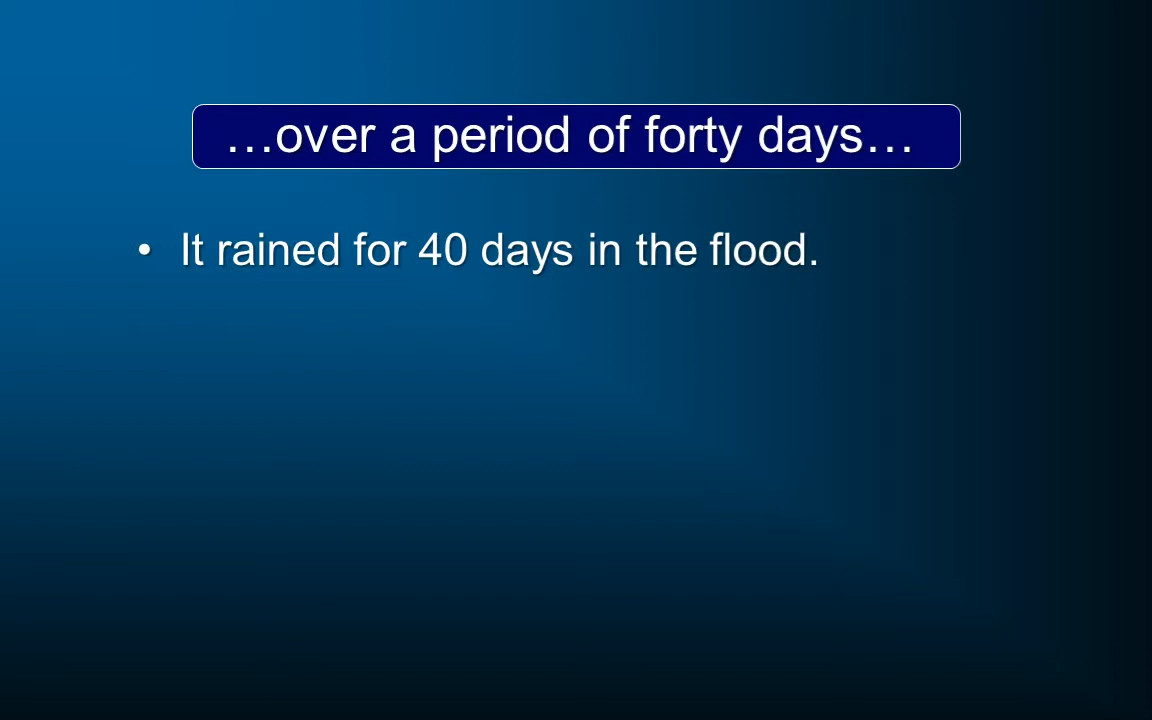 …over a period of forty days…
• It rained for 40 days in the flood.